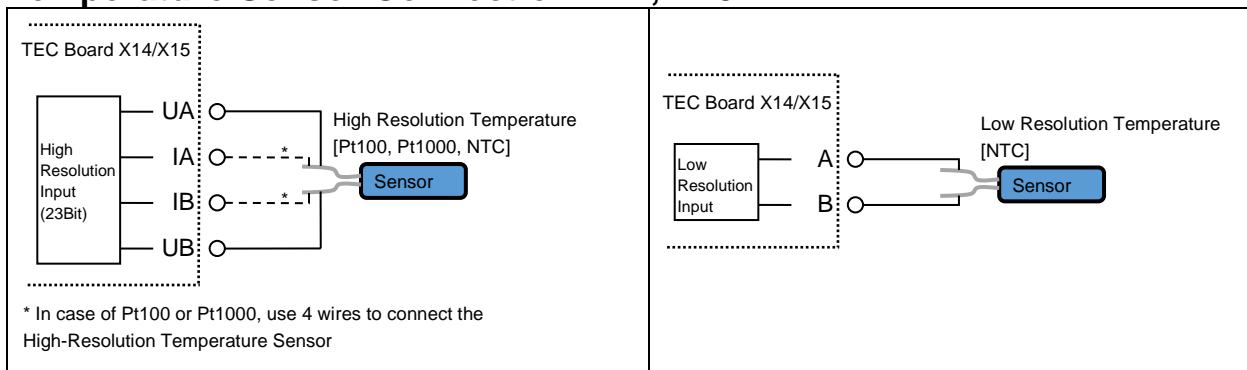 TEC Board X14/X15
High
Resolution
Input
(23Bit)
UA
IA
IB
UB
*
*
High Resolution Temperature
[Pt100, Pt1000, NTC]
Sensor
* In case of Pt100 or Pt1000, use 4 wires to connect the
High-Resolution Temperature Sensor
TEC Board X14/X15
Low
Resolution
Input
A
B
Low Resolution Temperature
[NTC]
Sensor